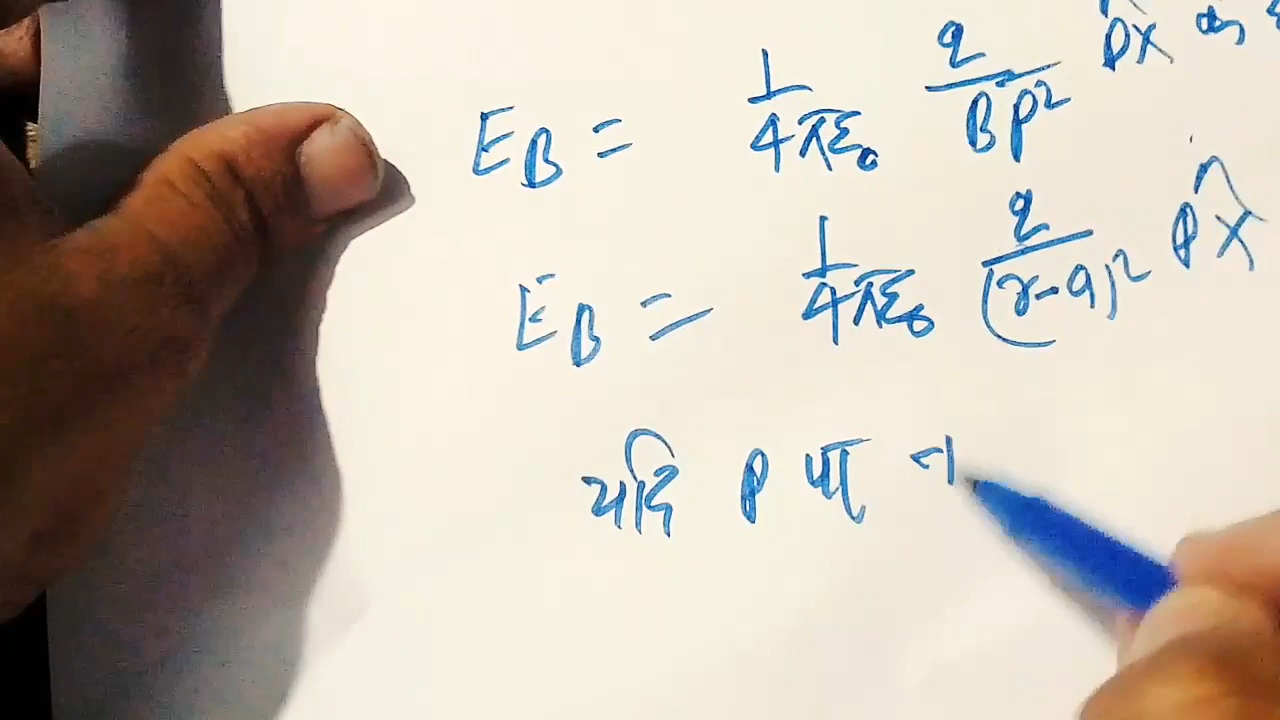 E_B = 1/4πε₀ q/BP² P̂X
E_B = 1/4πε₀ q/(r-a)² P̂X
यदि P पर